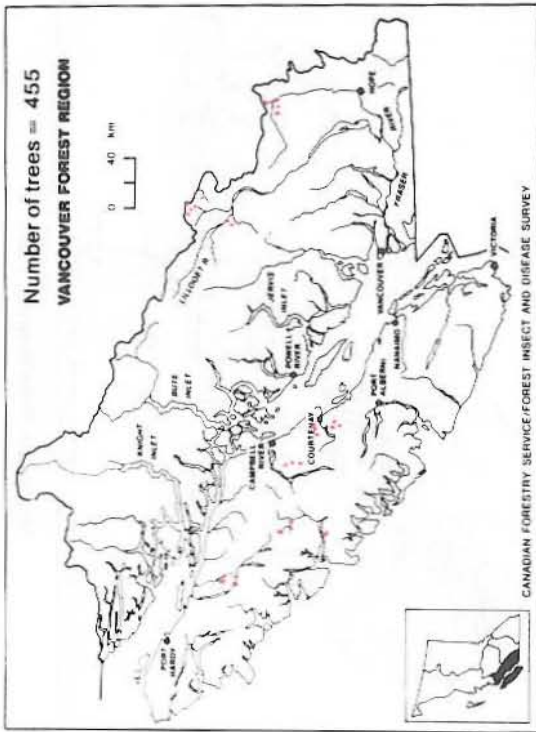 Number of trees = 455
VANCOUVER FOREST REGION
0 40 km
KNIGHT
INLET
BUTE
INLET
LILLOOET R.
JERVIS
INLET
PORT
HARDY
CAMPBELL
RIVER
POWELL
RIVER
COURTENAY
PORT
ALBERNI
NANAIMO
VANCOUVER
FRASER
RIVER
HOPE
VICTORIA
CANADIAN FORESTRY SERVICE/FOREST INSECT AND DISEASE SURVEY